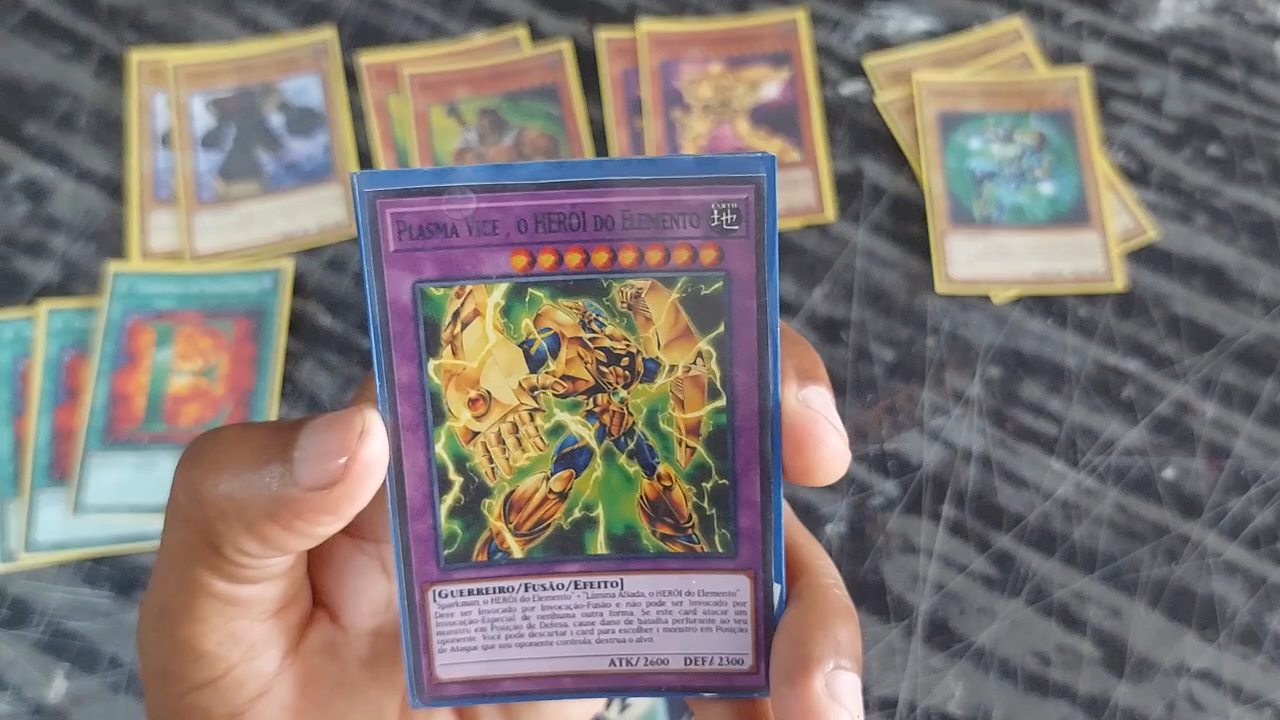 PLASMA VICE , O HERÓI DO ELEMENTO
EARTH
地
[GUERREIRO/FUSÃO/EFEITO]
"Sparkman, o HERÓI do Elemento" + "Lâmina Afiada, o HERÓI do Elemento"
Deve ser Invocado por Invocação-Fusão e não pode ser Invocado por
Invocação-Especial de nenhuma outra forma. Se este card atacar um
monstro em Posição de Defesa, cause dano de batalha perfurante ao seu
oponente. Você pode descartar 1 card para escolher 1 monstro em Posição
de Ataque que seu oponente controla; destrua o alvo.
ATK/2600 DEF/2300
E